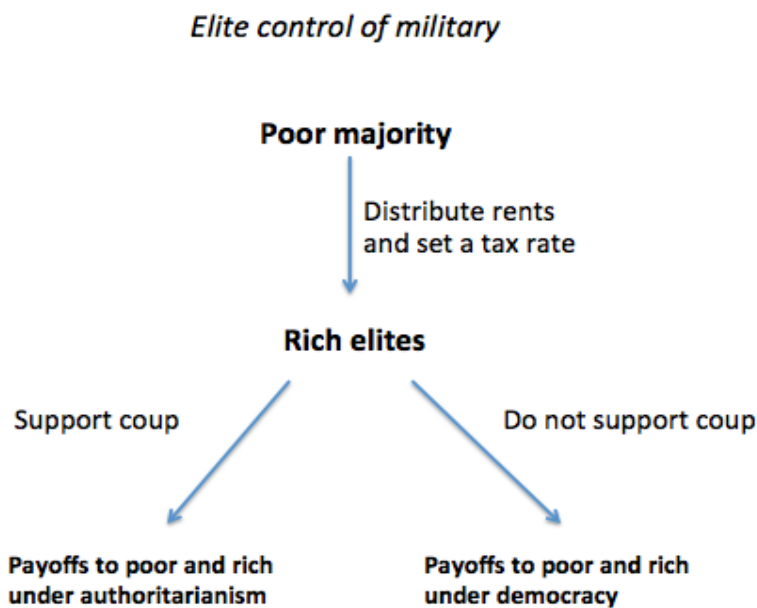 Elite control of military
Poor majority
Distribute rents
and set a tax rate
Rich elites
Support coup
Do not support coup
Payoffs to poor and rich
under authoritarianism
Payoffs to poor and rich
under democracy